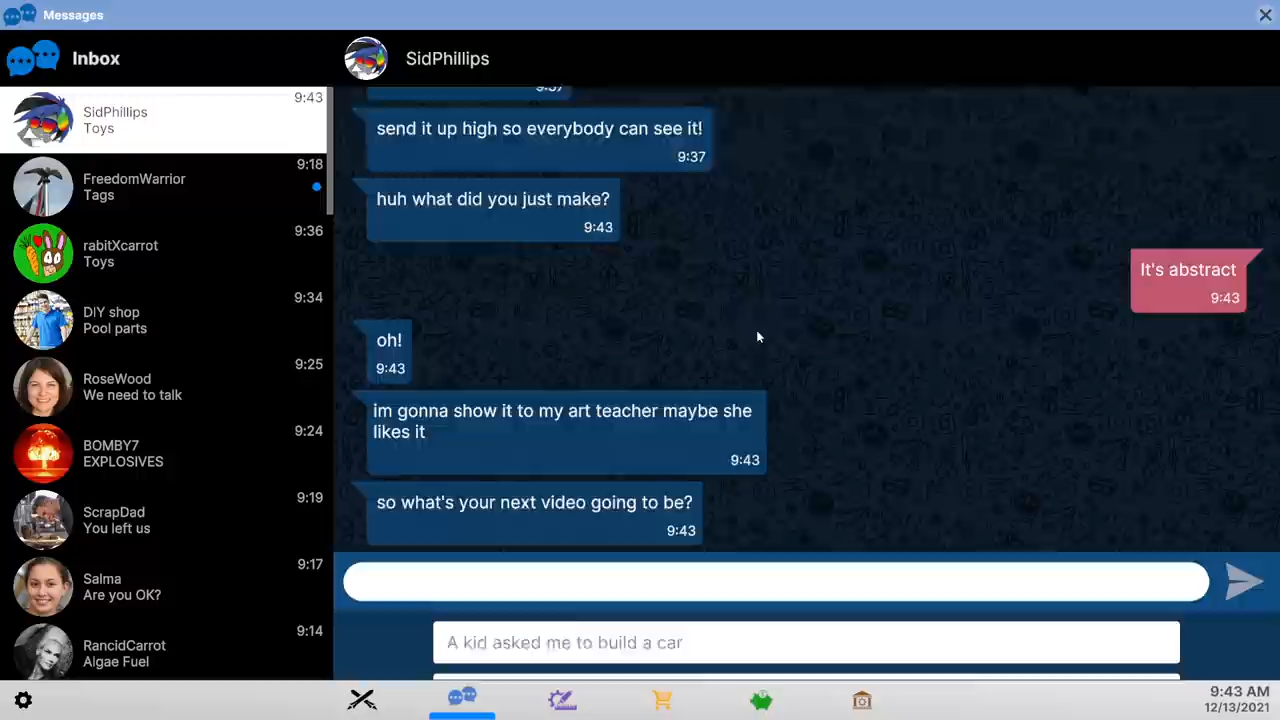 Messages
Inbox
SidPhillips
9:43
SidPhillips
Toys
9:18
FreedomWarrior
Tags
9:36
rabitXcarrot
Toys
9:34
DIY shop
Pool parts
9:25
RoseWood
We need to talk
9:24
BOMBY7
EXPLOSIVES
9:19
ScrapDad
You left us
9:17
Salma
Are you OK?
9:14
RancidCarrot
Algae Fuel
9:37
send it up high so everybody can see it!
9:37
huh what did you just make?
9:43
It's abstract
9:43
oh!
9:43
im gonna show it to my art teacher maybe she
likes it
9:43
so what's your next video going to be?
9:43
A kid asked me to build a car
9:43 AM
12/13/2021